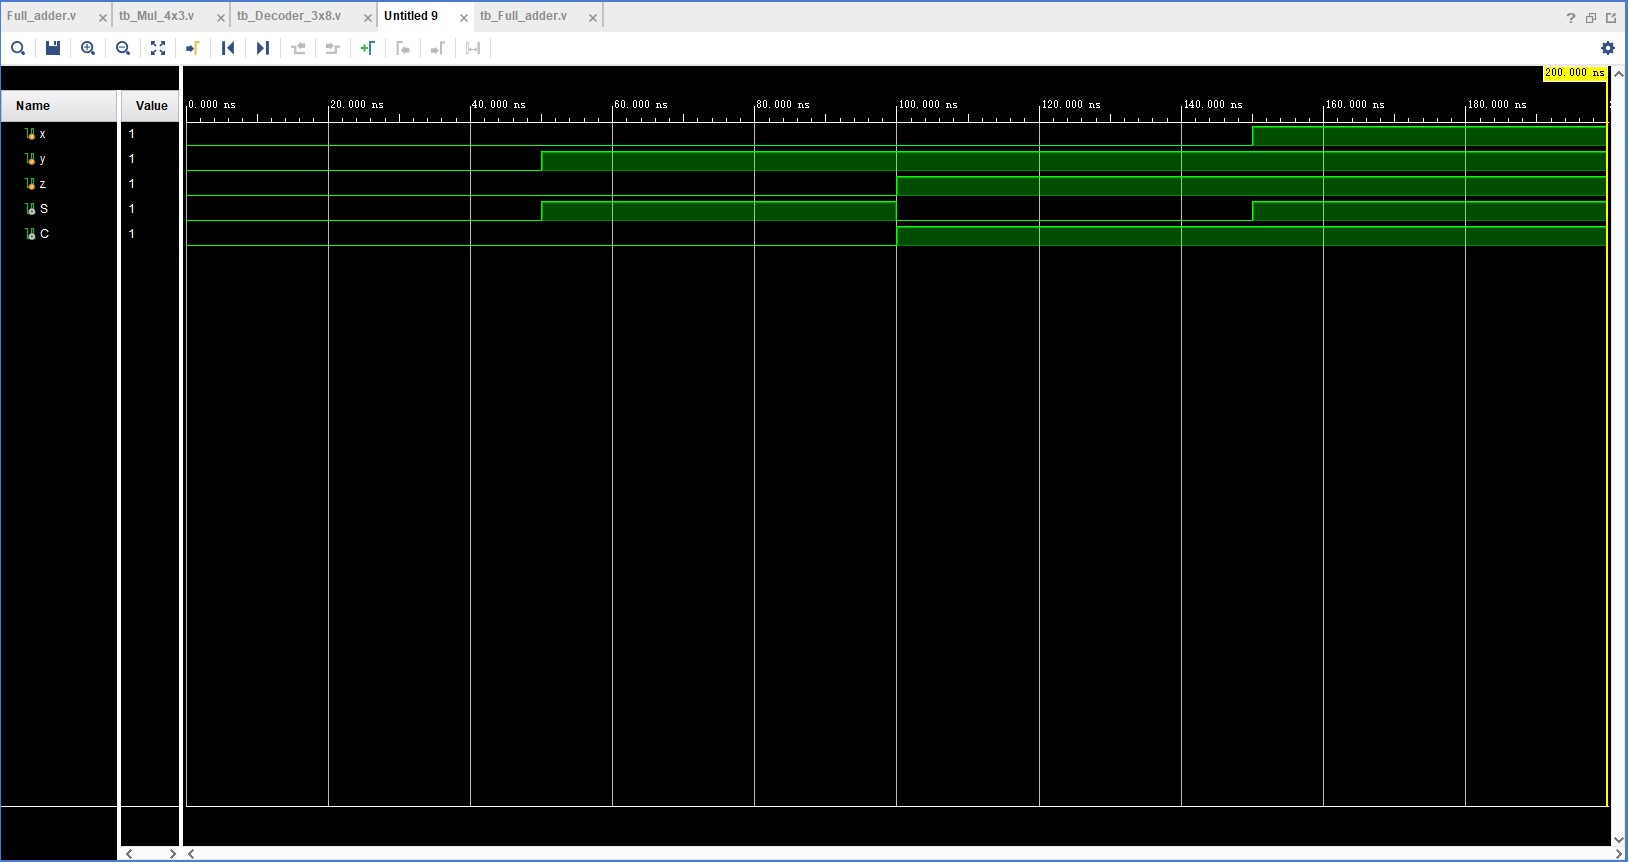 Full_adder.v tb_Mul_4x3.v tb_Decoder_3x8.v Untitled 9 tb_Full_adder.v
200.000 ns
Name Value 0.000 ns 20.000 ns 40.000 ns 60.000 ns 80.000 ns 100.000 ns 120.000 ns 140.000 ns 160.000 ns 180.000 ns
x 1
y 1
z 1
S 1
C 1